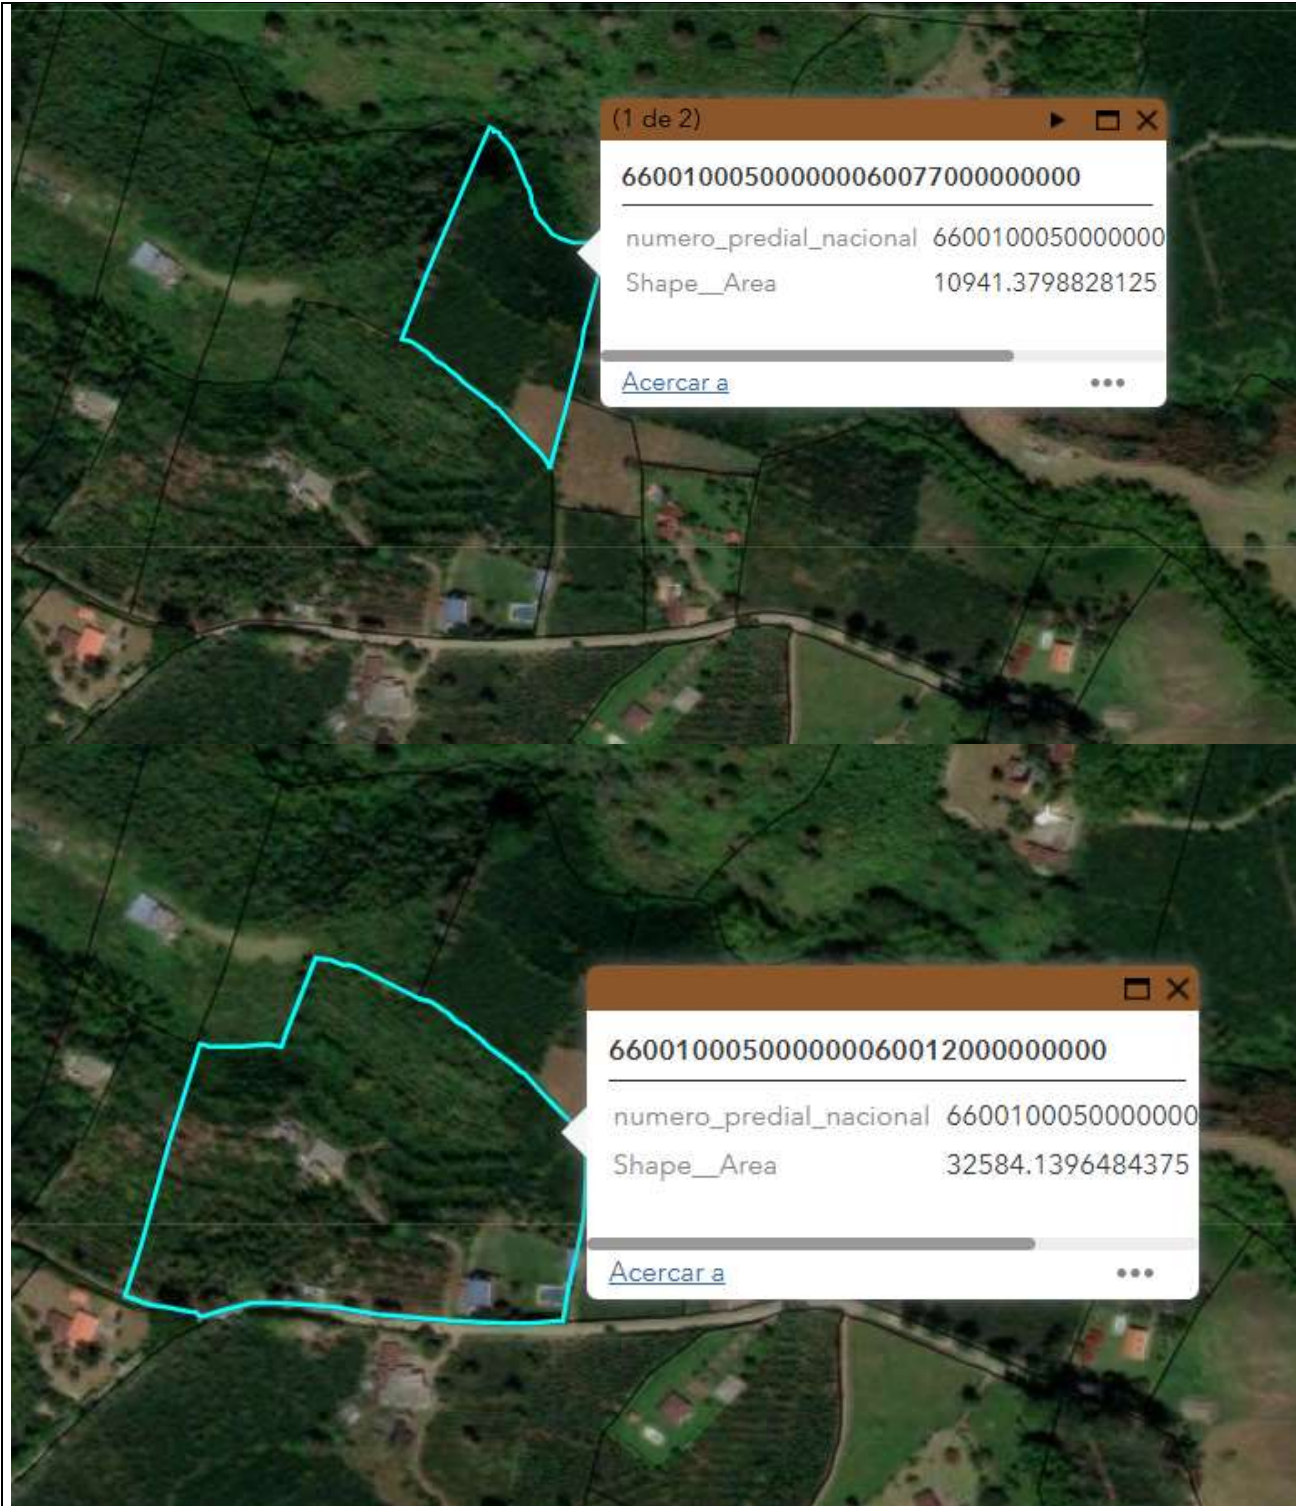 (1 de 2)
660010005000000060077000000000
numero_predial_nacional 6600100050000000
Shape__Area 10941.3798828125
Acercar a
660010005000000060012000000000
numero_predial_nacional 6600100050000000
Shape__Area 32584.1396484375
Acercar a